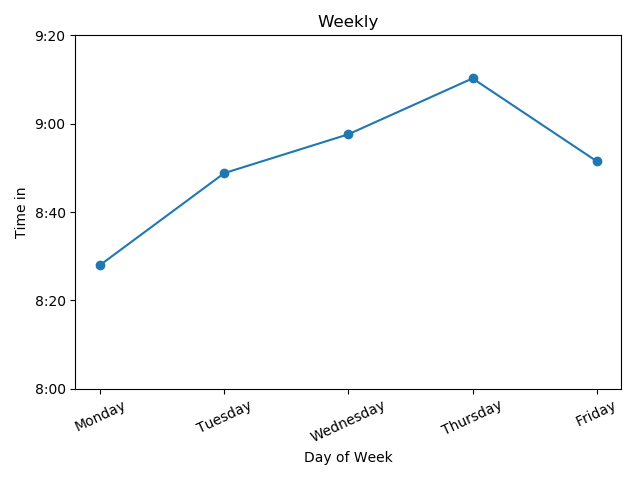 Weekly
9:20
9:00
8:40
8:20
8:00
Time in
Monday
Tuesday
Wednesday
Thursday
Friday
Day of Week